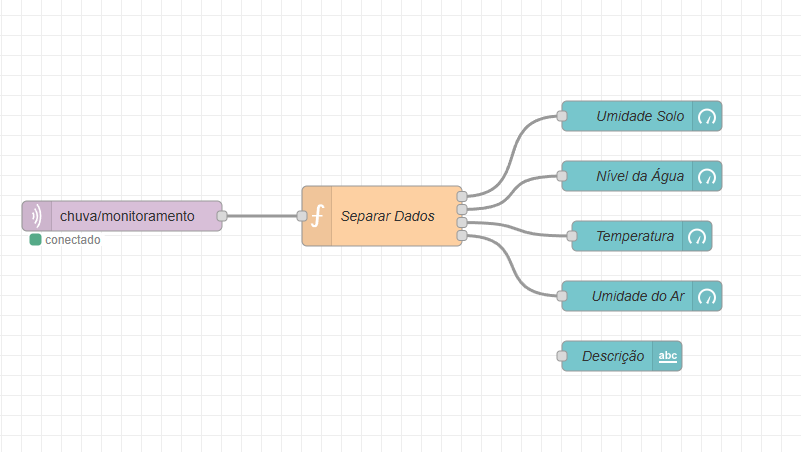 Umidade Solo
Nível da Água
chuva/monitoramento
Separar Dados
Temperatura
conectado
Umidade do Ar
Descrição
abc